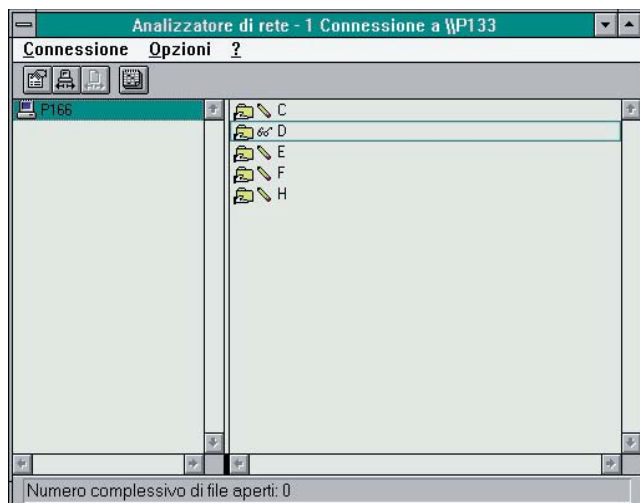 Analizzatore di rete - 1 Connessione a \\P133
Connessione Opzioni ?
P166
C
D
E
F
H
Numero complessivo di file aperti: 0